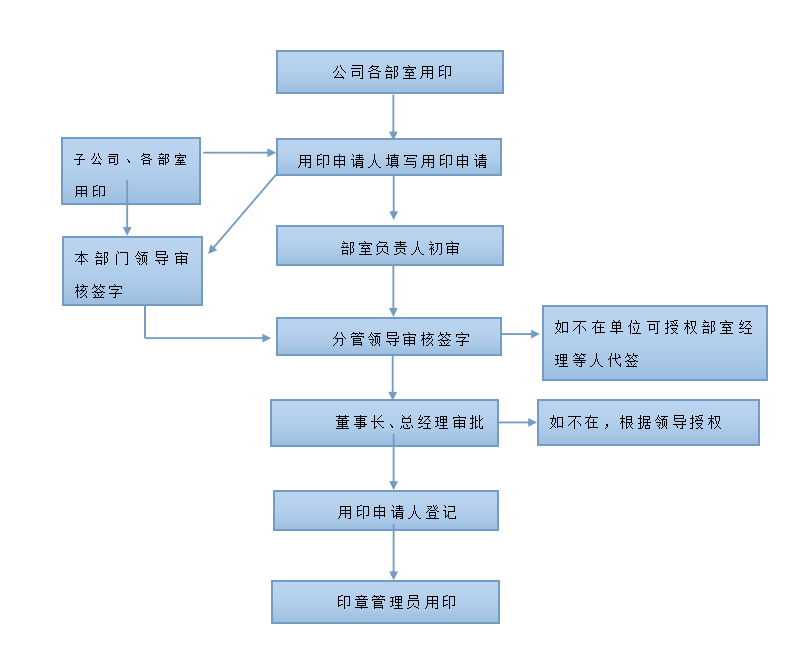 公司各部室用印
子公司、各部室
用印
用印申请人填写用印申请
部室负责人初审
本部门领导审
核签字
分管领导审核签字
如不在单位可授权部室经
理等人代签
董事长、总经理审批
如不在，根据领导授权
用印申请人登记
印章管理员用印